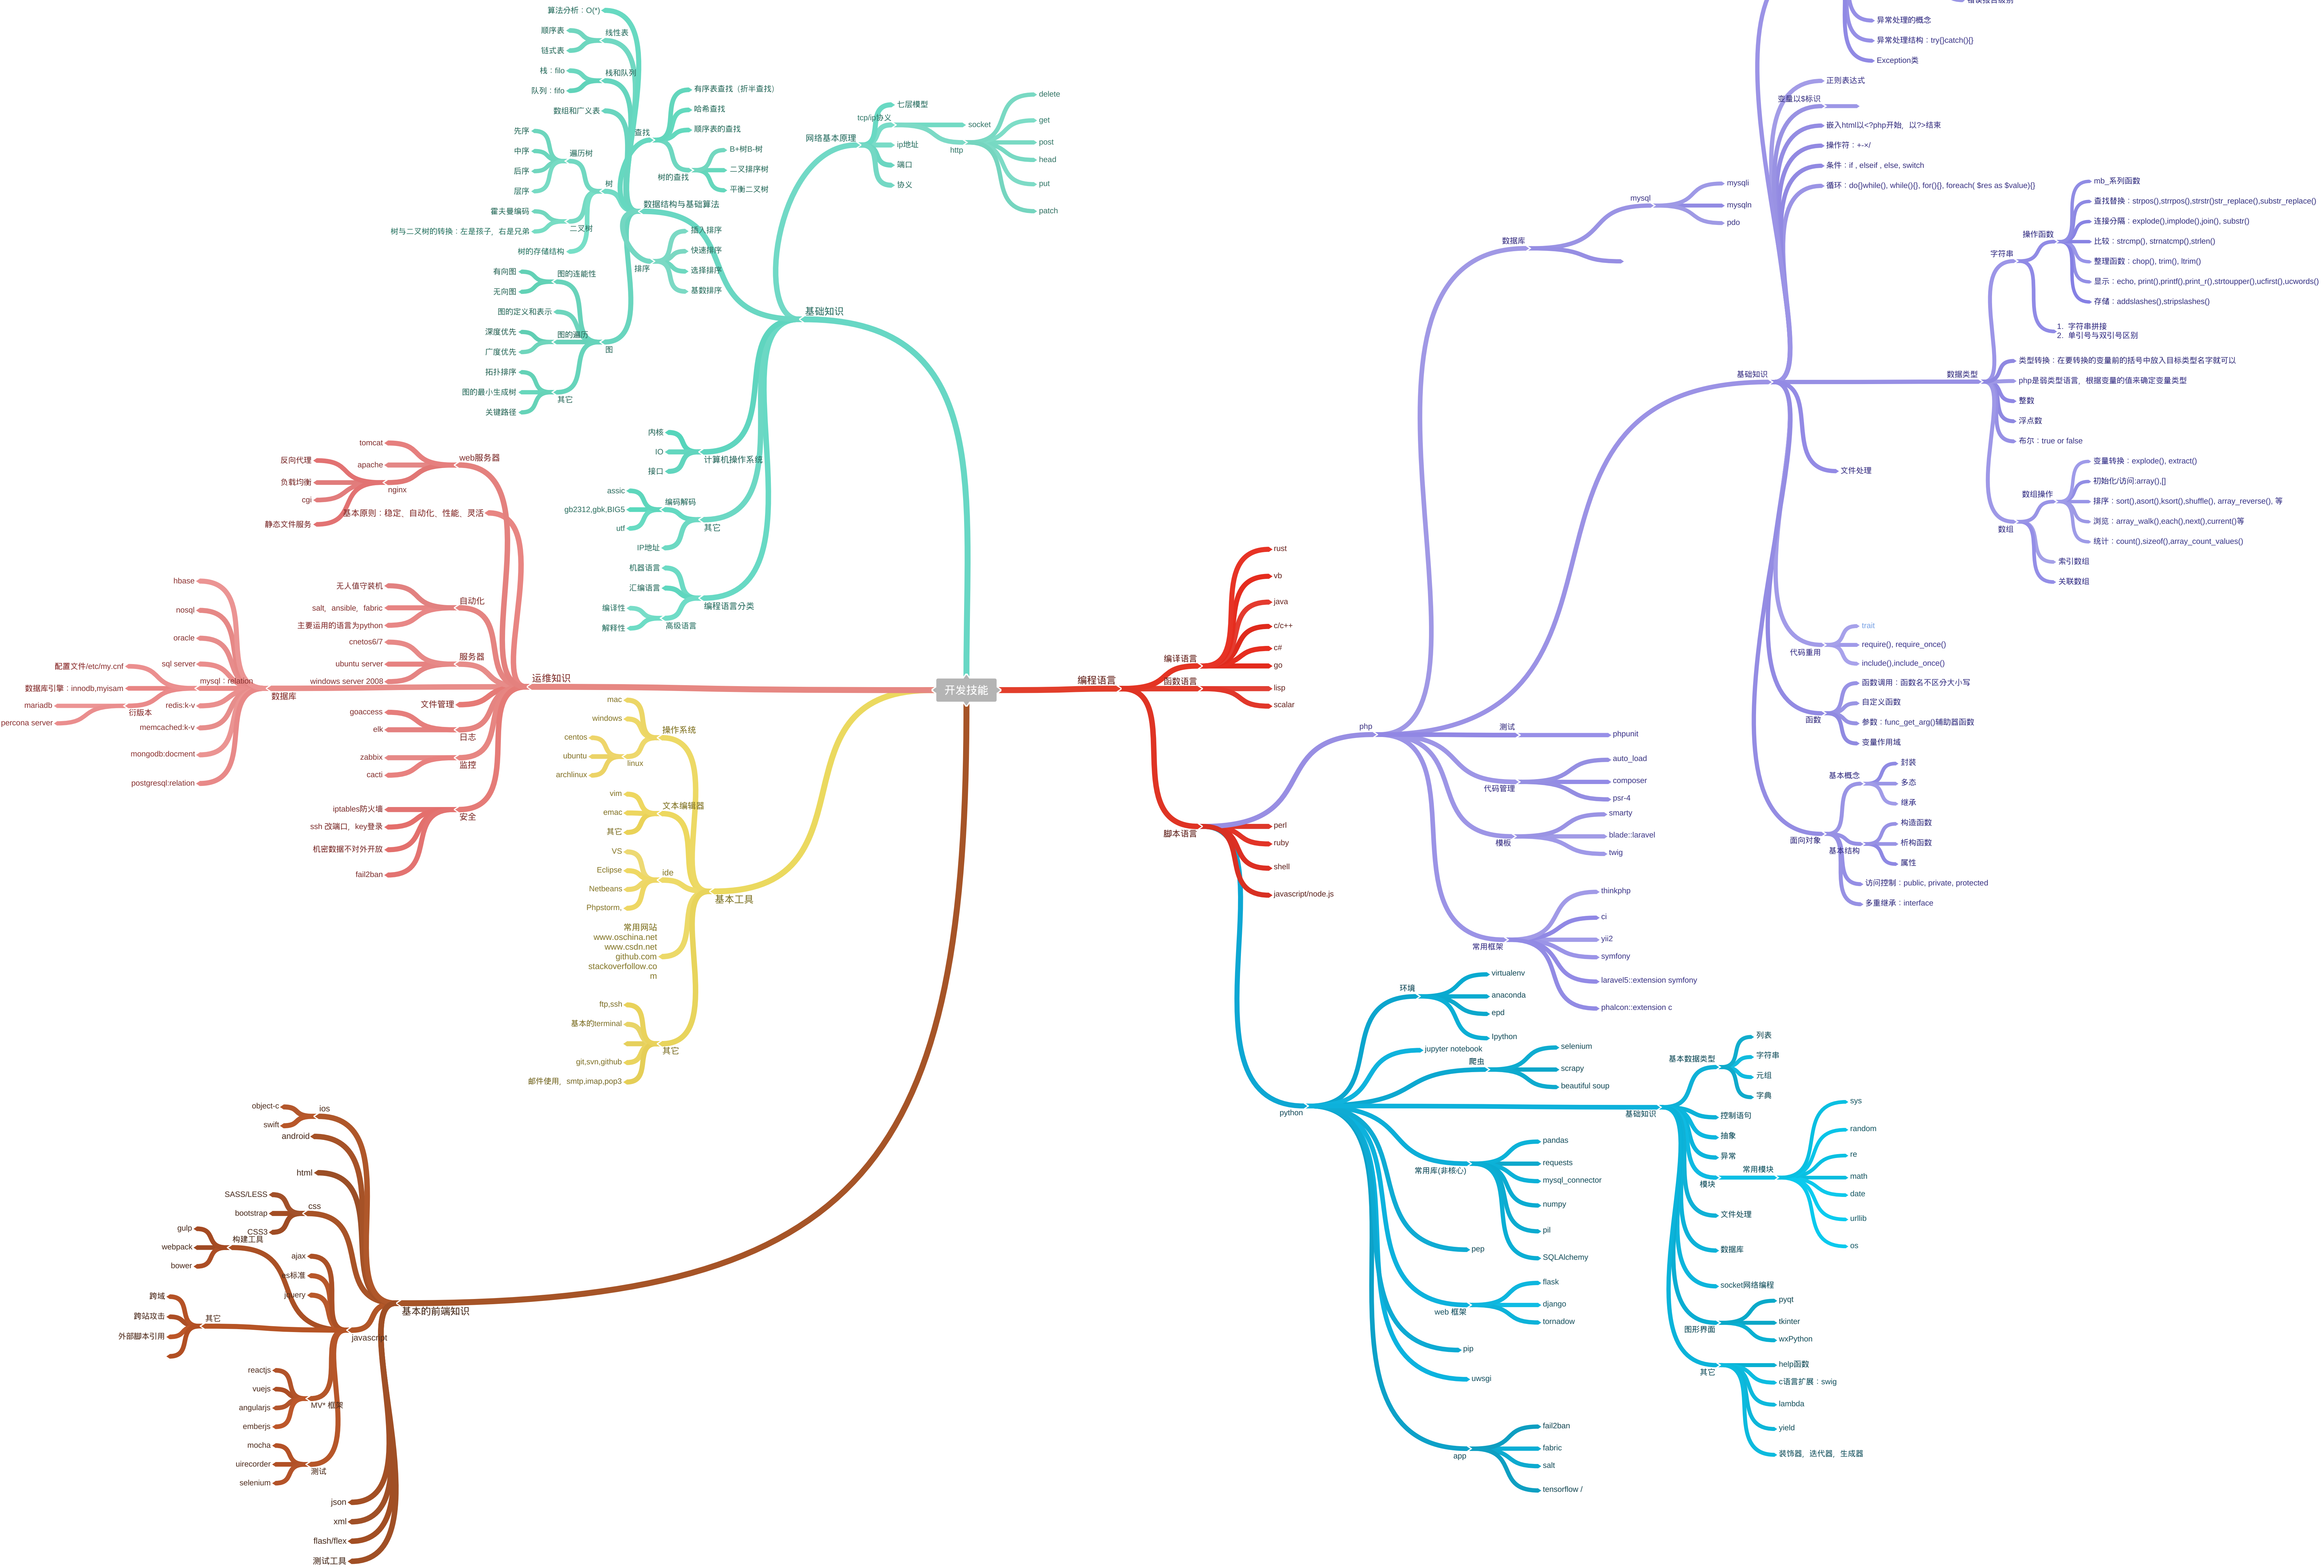 开发技能
基础知识
网络基本原理
七层模型
tcp/ip协义
socket
http
delete
get
post
head
put
patch
ip地址
端口
协义
数据结构与基础算法
算法分析：O(*)
线性表
顺序表
链式表
栈和队列
栈：filo
队列：fifo
数组和广义表
查找
有序表查找（折半查找）
哈希查找
顺序表的查找
树的查找
B+树B-树
二叉排序树
平衡二叉树
树
遍历树
先序
中序
后序
层序
二叉树
霍夫曼编码
树与二叉树的转换：左是孩子，右是兄弟
树的存储结构
排序
插入排序
快速排序
选择排序
基数排序
图
图的连能性
有向图
无向图
图的定义和表示
图的遍历
深度优先
广度优先
其它
拓扑排序
图的最小生成树
关键路径
计算机操作系统
内核
IO
接口
其它
编码解码
assic
gb2312,gbk,BIG5
utf
IP地址
编程语言分类
机器语言
汇编语言
高级语言
编译性
解释性
运维知识
web服务器
tomcat
apache
nginx
反向代理
负载均衡
cgi
静态文件服务
基本原则：稳定，自动化，性能，灵活
自动化
无人值守装机
salt，ansible，fabric
主要运用的语言为python
服务器
cnetos6/7
ubuntu server
windows server 2008
数据库
hbase
nosql
oracle
sql server
mysql：relation
配置文件/etc/my.cnf
数据库引擎：innodb,myisam
衍版本
mariadb
percona server
redis:k-v
memcached:k-v
mongodb:docment
postgresql:relation
文件管理
日志
goaccess
elk
监控
zabbix
cacti
安全
iptables防火墙
ssh 改端口，key登录
机密数据不对外开放
fail2ban
基本工具
操作系统
mac
windows
linux
centos
ubuntu
archlinux
文本编辑器
vim
emac
其它
ide
VS
Eclipse
Netbeans
Phpstorm,
常用网站
www.oschina.net
www.csdn.net
github.com
stackoverfollow.co
m
其它
ftp,ssh
基本的terminal
git,svn,github
邮件使用，smtp,imap,pop3
基本的前端知识
ios
object-c
swift
android
html
css
SASS/LESS
bootstrap
CSS3
javascript
构建工具
gulp
webpack
bower
ajax
es标准
jquery
其它
跨域
跨站攻击
外部脚本引用
MV* 框架
reactjs
vuejs
angularjs
emberjs
测试
mocha
uirecorder
selenium
json
xml
flash/flex
测试工具
编程语言
编译语言
rust
vb
java
c/c++
c#
go
函数语言
lisp
scalar
脚本语言
perl
ruby
shell
javascript/node.js
php
数据库
mysql
mysqli
mysqln
pdo
基础知识
错误报告级别
异常处理的概念
异常处理结构：try{}catch(){}
Exception类
正则表达式
变量以$标识
嵌入html以<?php开始，以?>结束
操作符：+-×/
条件：if , elseif , else, switch
循环：do{}while(), while(){}, for(){}, foreach( $res as $value){}
数据类型
字符串
操作函数
mb_系列函数
查找替换：strpos(),strrpos(),strstr()str_replace(),substr_replace()
连接分隔：explode(),implode(),join(), substr()
比较：strcmp(), strnatcmp(),strlen()
整理函数：chop(), trim(), ltrim()
显示：echo, print(),printf(),print_r(),strtoupper(),ucfirst(),ucwords()
存储：addslashes(),stripslashes()
1. 字符串拼接
2. 单引号与双引号区别
类型转换：在要转换的变量前的括号中放入目标类型名字就可以
php是弱类型语言，根据变量的值来确定变量类型
整数
浮点数
布尔：true or false
数组
数组操作
变量转换：explode(), extract()
初始化/访问:array(),[]
排序：sort(),asort(),ksort(),shuffle(), array_reverse(), 等
浏览：array_walk(),each(),next(),current()等
统计：count(),sizeof(),array_count_values()
索引数组
关联数组
文件处理
代码重用
trait
require(), require_once()
include(),include_once()
函数
函数调用：函数名不区分大小写
自定义函数
参数：func_get_arg()辅助器函数
变量作用域
面向对象
基本概念
封装
多态
继承
基本结构
构造函数
析构函数
属性
访问控制：public, private, protected
多重继承：interface
测试
phpunit
代码管理
auto_load
composer
psr-4
模板
smarty
blade::laravel
twig
常用框架
thinkphp
ci
yii2
symfony
laravel5::extension symfony
phalcon::extension c
python
环境
virtualenv
anaconda
epd
Ipython
jupyter notebook
爬虫
selenium
scrapy
beautiful soup
基础知识
基本数据类型
列表
字符串
元组
字典
控制语句
抽象
异常
模块
常用模块
sys
random
re
math
date
urllib
os
文件处理
数据库
socket网络编程
图形界面
pyqt
tkinter
wxPython
其它
help函数
c语言扩展：swig
lambda
yield
装饰器，迭代器，生成器
常用库(非核心)
pandas
requests
mysql_connector
numpy
pil
SQLAlchemy
pep
web 框架
flask
django
tornadow
pip
uwsgi
app
fail2ban
fabric
salt
tensorflow /